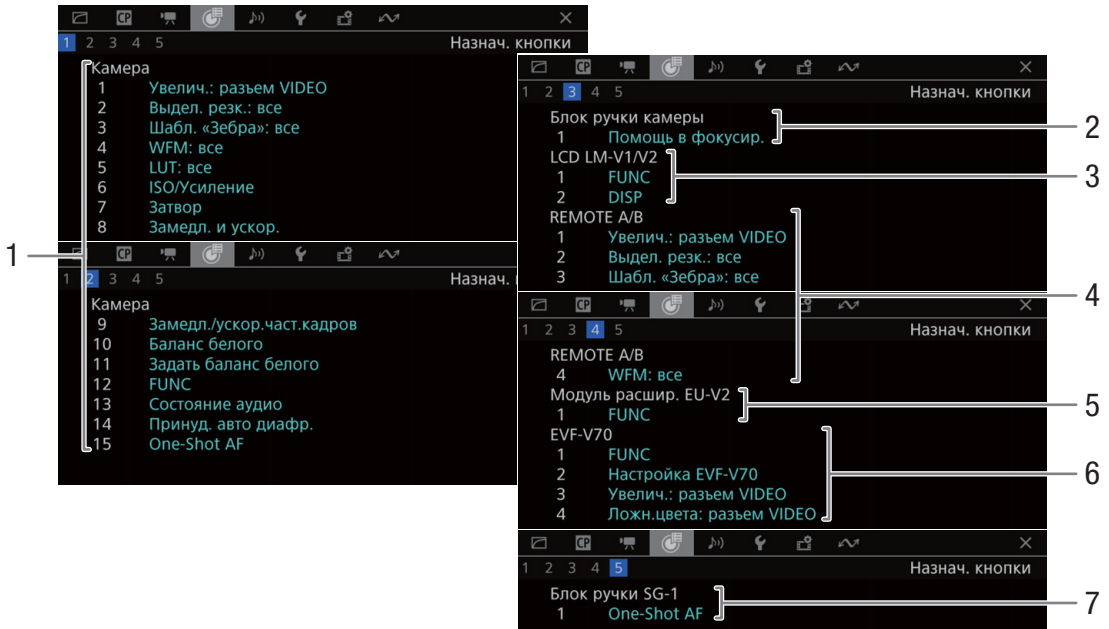 CP
1 2 3 4 5 Назнач. кнопки
Камера
1 Увелич.: разъем VIDEO
2 Выдел. резк.: все
3 Шабл. «Зебра»: все
4 WFM: все
5 LUT: все
6 ISO/Усиление
7 Затвор
8 Замедл. и ускор.
CP
1 2 3 4 5 Назнач.
Камера
9 Замедл./ускор.част.кадров
10 Баланс белого
11 Задать баланс белого
12 FUNC
13 Состояние аудио
14 Принуд. авто диафр.
15 One-Shot AF
1
CP
1 2 3 4 5 Назнач. кнопки
Блок ручки камеры
1 Помощь в фокусир.
2
LCD LM-V1/V2
1 FUNC
2 DISP
3
REMOTE A/B
1 Увелич.: разъем VIDEO
2 Выдел. резк.: все
3 Шабл. «Зебра»: все
4
CP
1 2 3 4 5 Назнач. кнопки
REMOTE A/B
4 WFM: все
Модуль расшир. EU-V2
1 FUNC
5
EVF-V70
1 FUNC
2 Настройка EVF-V70
3 Увелич.: разъем VIDEO
4 Ложн.цвета: разъем VIDEO
6
CP
1 2 3 4 5 Назнач. кнопки
Блок ручки SG-1
1 One-Shot AF
7